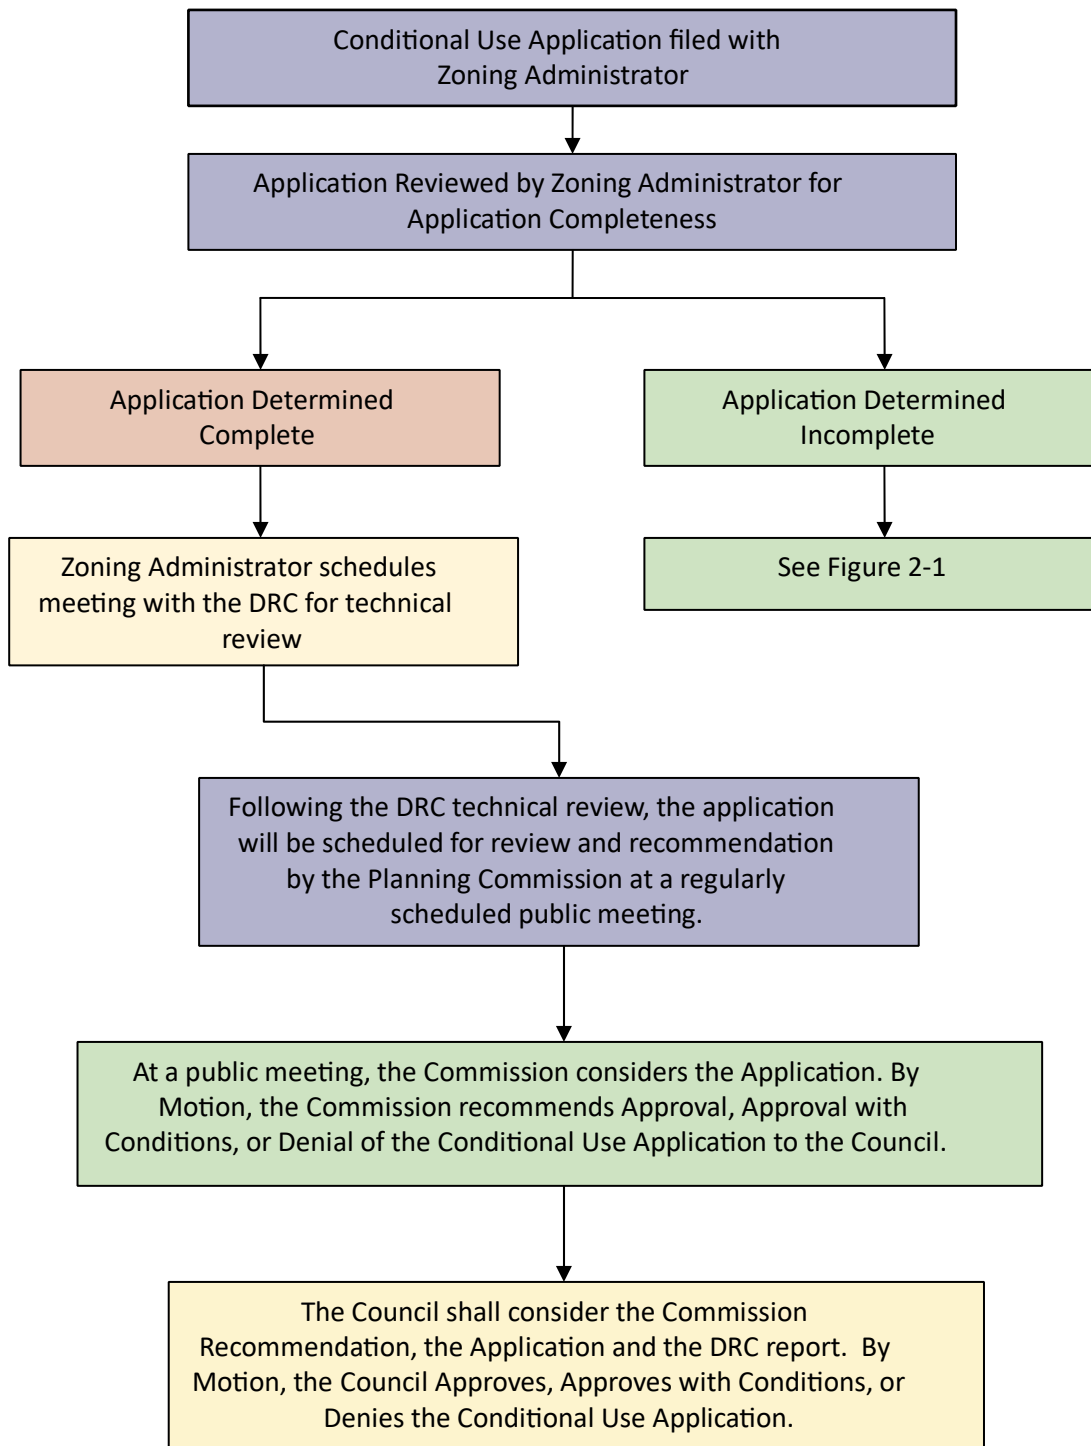 Conditional Use Application filed with
Zoning Administrator
Application Reviewed by Zoning Administrator for
Application Completeness
Application Determined
Complete
Application Determined
Incomplete
Zoning Administrator schedules
meeting with the DRC for technical
review
See Figure 2-1
Following the DRC technical review, the application
will be scheduled for review and recommendation
by the Planning Commission at a regularly
scheduled public meeting.
At a public meeting, the Commission considers the Application. By
Motion, the Commission recommends Approval, Approval with
Conditions, or Denial of the Conditional Use Application to the Council.
The Council shall consider the Commission
Recommendation, the Application and the DRC report. By
Motion, the Council Approves, Approves with Conditions, or
Denies the Conditional Use Application.